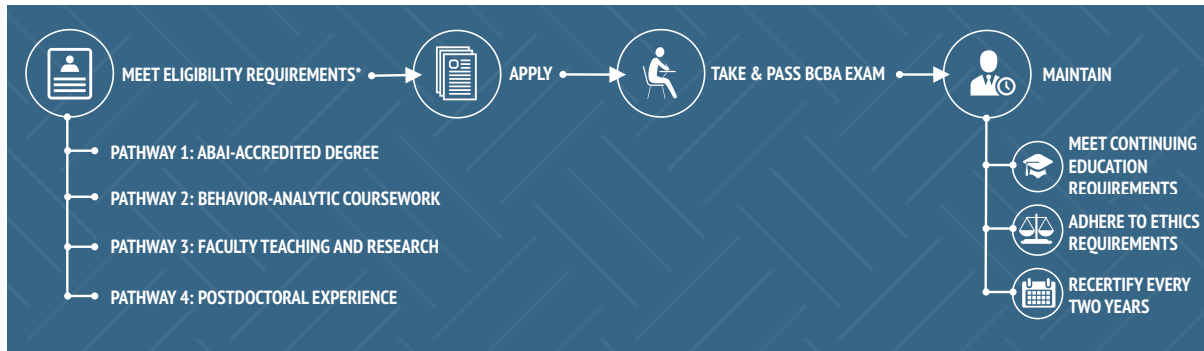 MEET ELIGIBILITY REQUIREMENTS*
APPLY
TAKE & PASS BCBA EXAM
MAINTAIN
PATHWAY 1: ABAI-ACCREDITED DEGREE
PATHWAY 2: BEHAVIOR-ANALYTIC COURSEWORK
PATHWAY 3: FACULTY TEACHING AND RESEARCH
PATHWAY 4: POSTDOCTORAL EXPERIENCE
MEET CONTINUING
EDUCATION
REQUIREMENTS
ADHERE TO ETHICS
REQUIREMENTS
RECERTIFY EVERY
TWO YEARS